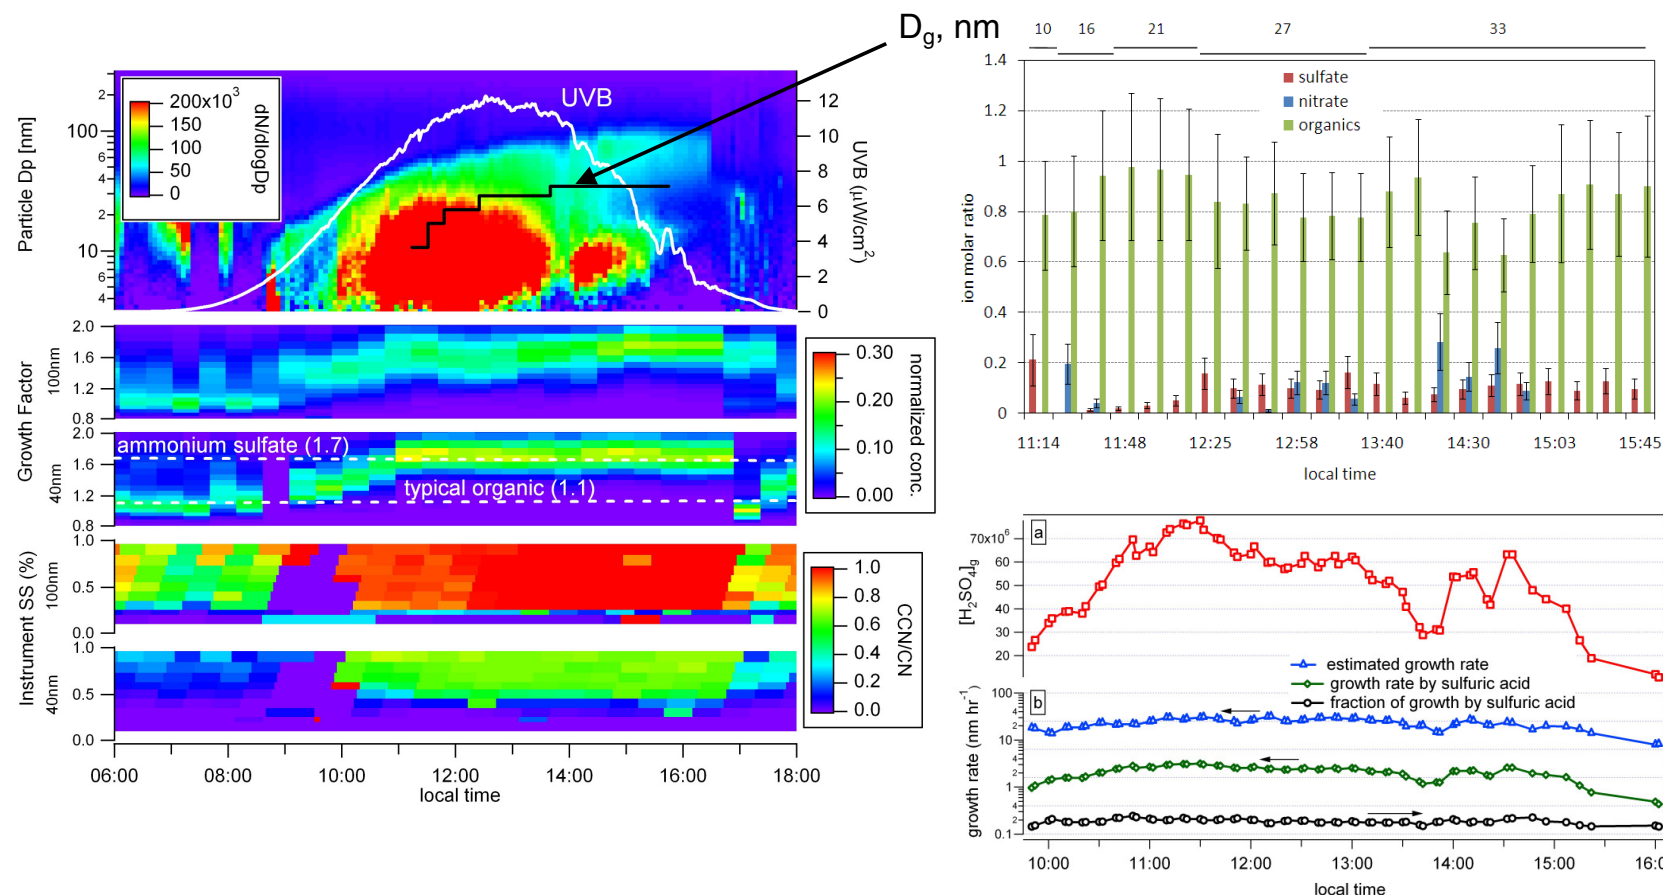 D_g, nm
Particle Dp [nm]
2
100
6
4
2
10
6
4
200x10³
150
100
50
0
dN/dlogDp
UVB
12
10
8
6
4
2
0
UVB (µW/cm²)
Growth Factor
100nm
2.0
1.6
1.2
0.8
40nm
2.0
1.6
1.2
0.8
ammonium sulfate (1.7)
typical organic (1.1)
0.30
0.20
0.10
0.00
normalized conc.
Instrument SS (%)
100nm
1.0
0.5
0.0
40nm
1.0
0.5
0.0
1.0
0.8
0.6
0.4
0.2
0.0
CCN/CN
06:00 08:00 10:00 12:00 14:00 16:00 18:00
local time
10 16 21 27 33
ion molar ratio
1.4
1.2
1
0.8
0.6
0.4
0.2
0
sulfate
nitrate
organics
11:14 11:48 12:25 12:58 13:40 14:30 15:03 15:45
local time
a
[H₂SO₄]g
70x10⁶
60
50
40
30
20
estimated growth rate
growth rate by sulfuric acid
fraction of growth by sulfuric acid
b
growth rate (nm hr⁻¹)
100
4
2
10
4
2
1
4
2
0.1
10:00 11:00 12:00 13:00 14:00 15:00 16:0
local time